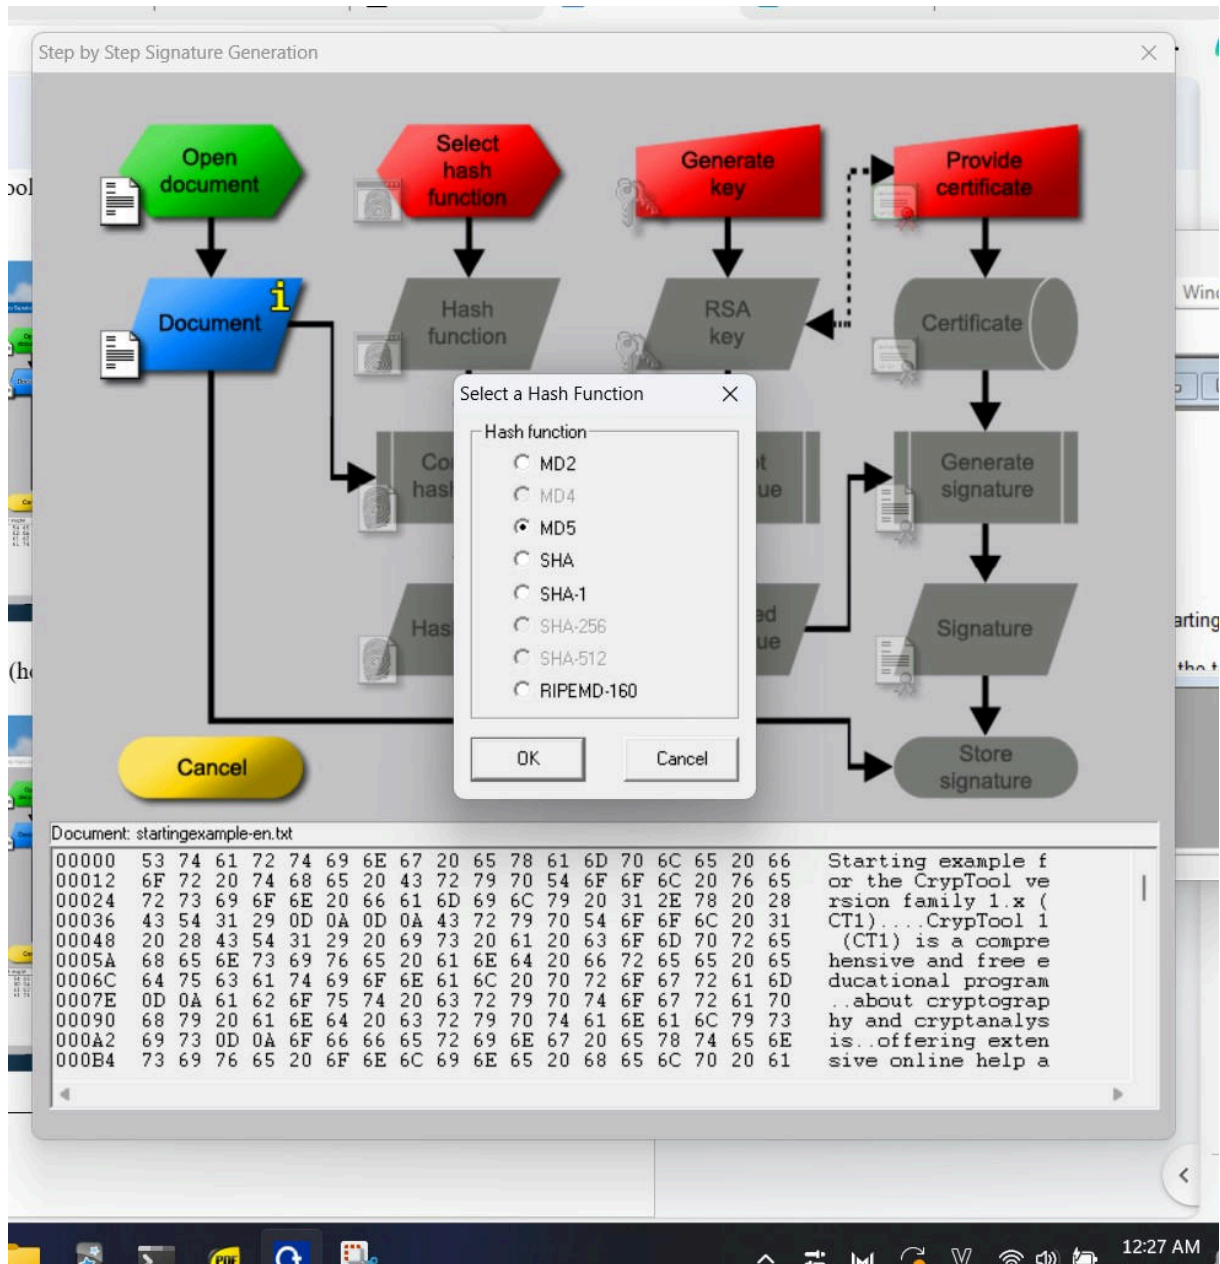 Step by Step Signature Generation
Open
document
Select
hash
function
Generate
key
Provide
certificate
Document
i
Hash
function
RSA
key
Certificate
Generate
signature
Signature
Store
signature
Cancel
Select a Hash Function
Hash function
MD2
MD4
MD5
SHA
SHA-1
SHA-256
SHA-512
RIPEMD-160
OK
Cancel
Document: startingexample-en.txt
00000 53 74 61 72 74 69 6E 67 20 65 78 61 6D 70 6C 65 20 66 Starting example f
00012 6F 72 20 74 68 65 20 43 72 79 70 54 6F 6F 6C 20 76 65 or the CrypTool ve
00024 72 73 69 6F 6E 20 66 61 6D 69 6C 79 20 31 2E 78 20 28 rsion family 1.x (
00036 43 54 31 29 0D 0A 0D 0A 43 72 79 70 54 6F 6F 6C 20 31 CT1)....CrypTool 1
00048 20 28 43 54 31 29 20 69 73 20 61 20 63 6F 6D 70 72 65 (CT1) is a compre
0005A 68 65 6E 73 69 76 65 20 61 6E 64 20 66 72 65 65 20 65 hensive and free e
0006C 64 75 63 61 74 69 6F 6E 61 6C 20 70 72 6F 67 72 61 6D ducational program
0007E 0D 0A 61 62 6F 75 74 20 63 72 79 70 74 6F 67 72 61 70 ..about cryptograp
00090 68 79 20 61 6E 64 20 63 72 79 70 74 61 6E 61 6C 79 73 hy and cryptanalys
000A2 69 73 0D 0A 6F 66 66 65 72 69 6E 67 20 65 78 74 65 6E is..offering exten
000B4 73 69 76 65 20 6F 6E 6C 69 6E 65 20 68 65 6C 70 20 61 sive online help a
PDF
12:27 AM